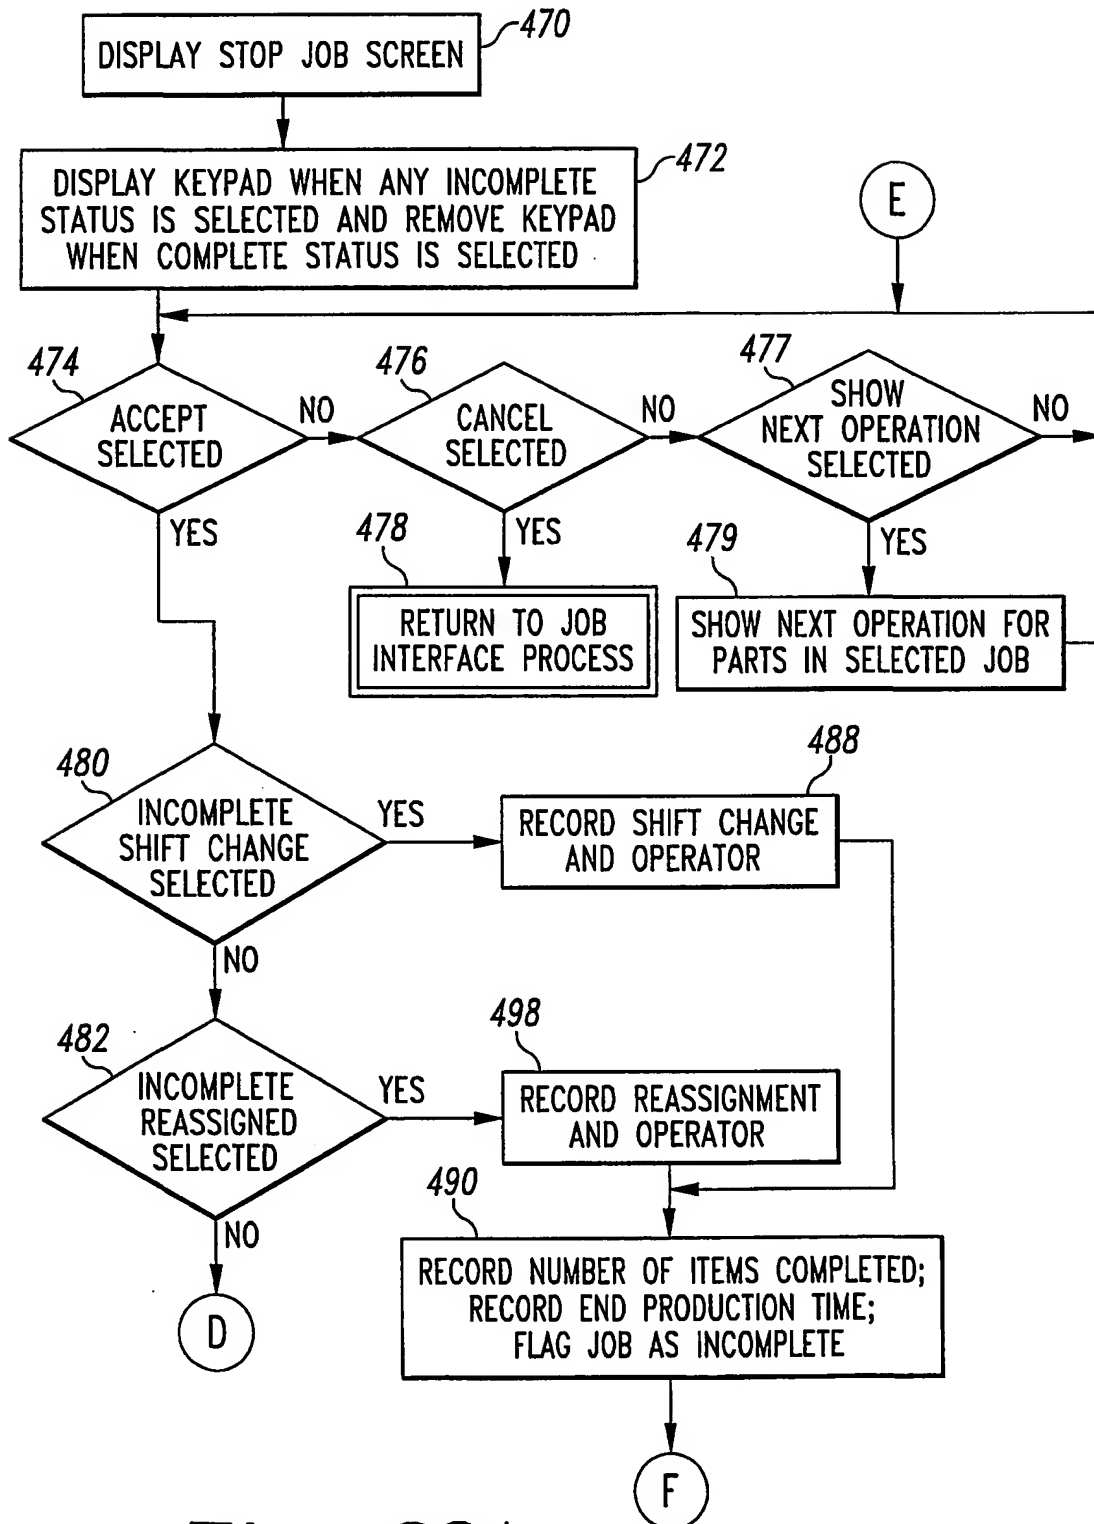 470
DISPLAY STOP JOB SCREEN
472
DISPLAY KEYPAD WHEN ANY INCOMPLETE
STATUS IS SELECTED AND REMOVE KEYPAD
WHEN COMPLETE STATUS IS SELECTED
E
474
ACCEPT
SELECTED
NO
YES
476
CANCEL
SELECTED
NO
YES
477
SHOW
NEXT OPERATION
SELECTED
NO
YES
478
RETURN TO JOB
INTERFACE PROCESS
479
SHOW NEXT OPERATION FOR
PARTS IN SELECTED JOB
480
INCOMPLETE
SHIFT CHANGE
SELECTED
YES
NO
488
RECORD SHIFT CHANGE
AND OPERATOR
482
INCOMPLETE
REASSIGNED
SELECTED
YES
NO
498
RECORD REASSIGNMENT
AND OPERATOR
490
RECORD NUMBER OF ITEMS COMPLETED;
RECORD END PRODUCTION TIME;
FLAG JOB AS INCOMPLETE
D
F